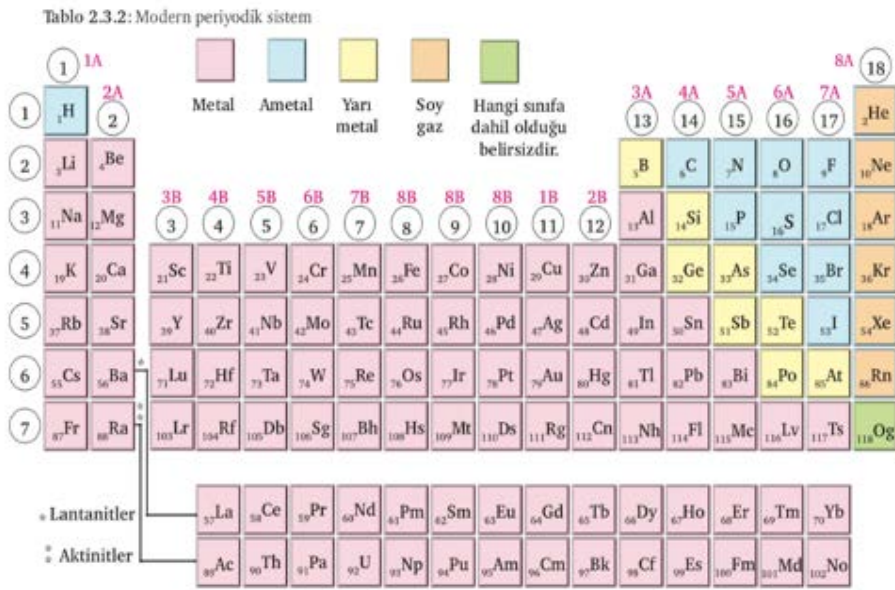 Tablo 2.3.2: Modern periyodik sistem
1 1A 8A 18
Metal Ametal Yarı metal Soy gaz Hangi sınıfa dahil olduğu belirsizdir.
2A 3A 4A 5A 6A 7A
2 13 14 15 16 17
1 1H 2He
2 3Li 4Be 5B 6C 7N 8O 9F 10Ne
3B 4B 5B 6B 7B 8B 8B 8B 1B 2B
3 4 5 6 7 8 9 10 11 12
3 11Na 12Mg 13Al 14Si 15P 16S 17Cl 18Ar
4 19K 20Ca 21Sc 22Ti 23V 24Cr 25Mn 26Fe 27Co 28Ni 29Cu 30Zn 31Ga 32Ge 33As 34Se 35Br 36Kr
5 37Rb 38Sr 39Y 40Zr 41Nb 42Mo 43Tc 44Ru 45Rh 46Pd 47Ag 48Cd 49In 50Sn 51Sb 52Te 53I 54Xe
6 55Cs 56Ba * 71Lu 72Hf 73Ta 74W 75Re 76Os 77Ir 78Pt 79Au 80Hg 81Tl 82Pb 83Bi 84Po 85At 86Rn
7 87Fr 88Ra ** 103Lr 104Rf 105Db 106Sg 107Bh 108Hs 109Mt 110Ds 111Rg 112Cn 113Nh 114Fl 115Mc 116Lv 117Ts 118Og
* Lantanitler 57La 58Ce 59Pr 60Nd 61Pm 62Sm 63Eu 64Gd 65Tb 66Dy 67Ho 68Er 69Tm 70Yb
** Aktinitler 89Ac 90Th 91Pa 92U 93Np 94Pu 95Am 96Cm 97Bk 98Cf 99Es 100Fm 101Md 102No